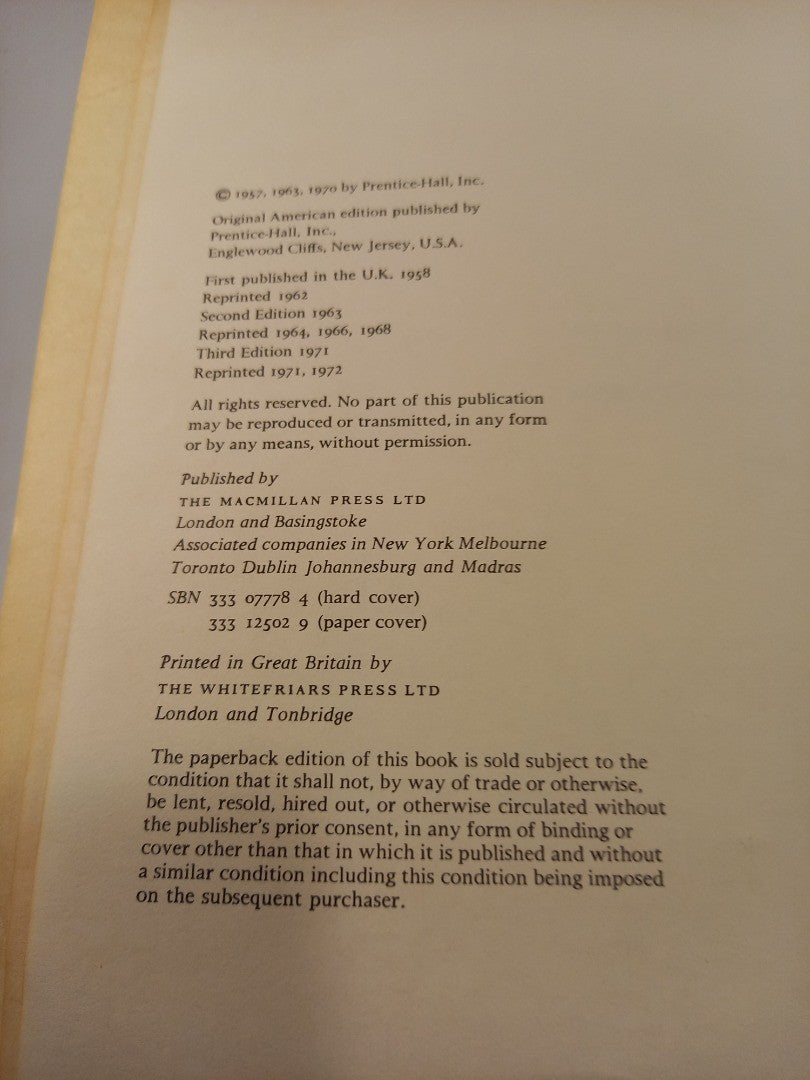 © 1957, 1963, 1970 by Prentice-Hall, Inc.
Original American edition published by
Prentice-Hall, Inc.,
Englewood Cliffs, New Jersey, U.S.A.
First published in the U.K. 1958
Reprinted 1962
Second Edition 1963
Reprinted 1964, 1966, 1968
Third Edition 1971
Reprinted 1971, 1972
All rights reserved. No part of this publication
may be reproduced or transmitted, in any form
or by any means, without permission.
Published by
THE MACMILLAN PRESS LTD
London and Basingstoke
Associated companies in New York Melbourne
Toronto Dublin Johannesburg and Madras
SBN 333 07778 4 (hard cover)
333 12502 9 (paper cover)
Printed in Great Britain by
THE WHITEFRIARS PRESS LTD
London and Tonbridge
The paperback edition of this book is sold subject to the
condition that it shall not, by way of trade or otherwise,
be lent, resold, hired out, or otherwise circulated without
the publisher's prior consent, in any form of binding or
cover other than that in which it is published and without
a similar condition including this condition being imposed
on the subsequent purchaser.